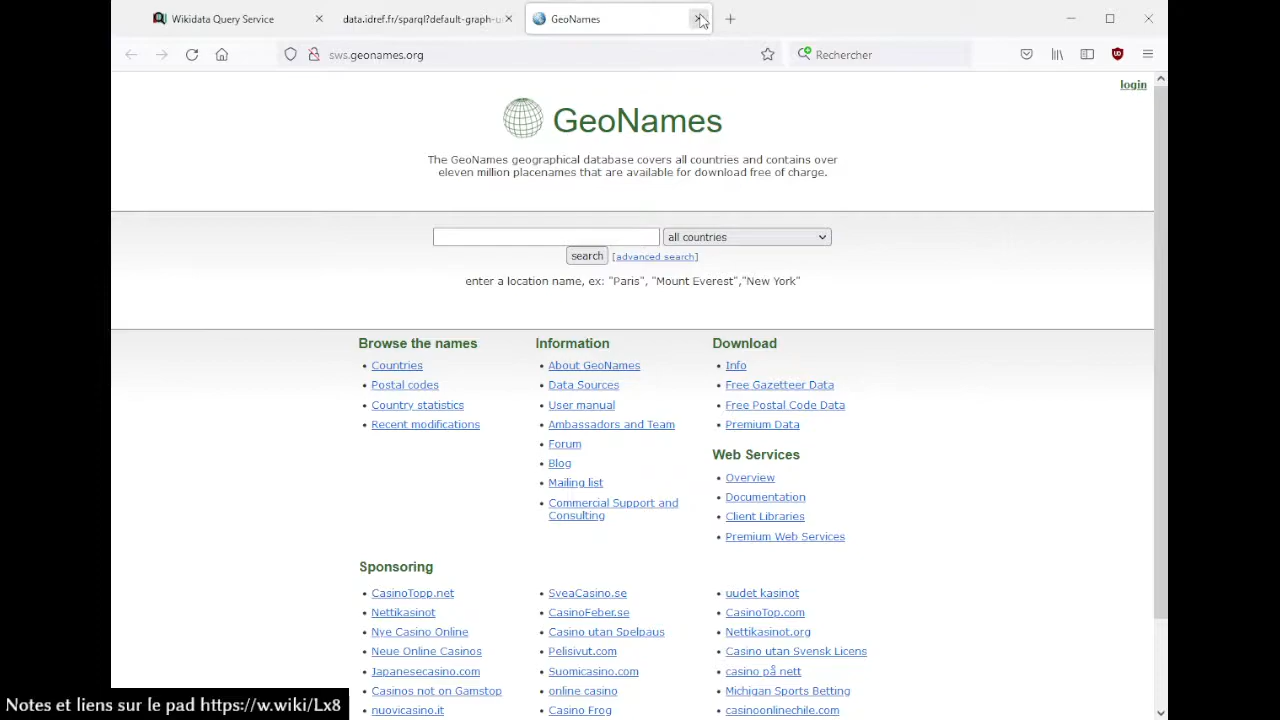 Wikidata Query Service
data.idref.fr/sparql?default-graph-u
GeoNames
sws.geonames.org
Rechercher
login
GeoNames
The GeoNames geographical database covers all countries and contains over
eleven million placenames that are available for download free of charge.
all countries
search [advanced search]
enter a location name, ex: "Paris", "Mount Everest","New York"
Browse the names
Countries
Postal codes
Country statistics
Recent modifications
Information
About GeoNames
Data Sources
User manual
Ambassadors and Team
Forum
Blog
Mailing list
Commercial Support and
Consulting
Download
Info
Free Gazetteer Data
Free Postal Code Data
Premium Data
Web Services
Overview
Documentation
Client Libraries
Premium Web Services
Sponsoring
CasinoTopp.net
Nettikasinot
Nye Casino Online
Neue Online Casinos
Japanesecasino.com
Casinos not on Gamstop
nuovicasino.it
SveaCasino.se
CasinoFeber.se
Casino utan Spelpaus
Pelisivut.com
Suomicasino.com
online casino
Casino Frog
uudet kasinot
CasinoTop.com
Nettikasinot.org
Casino utan Svensk Licens
casino på nett
Michigan Sports Betting
casinoonlinechile.com
Notes et liens sur le pad https://w.wiki/Lx8